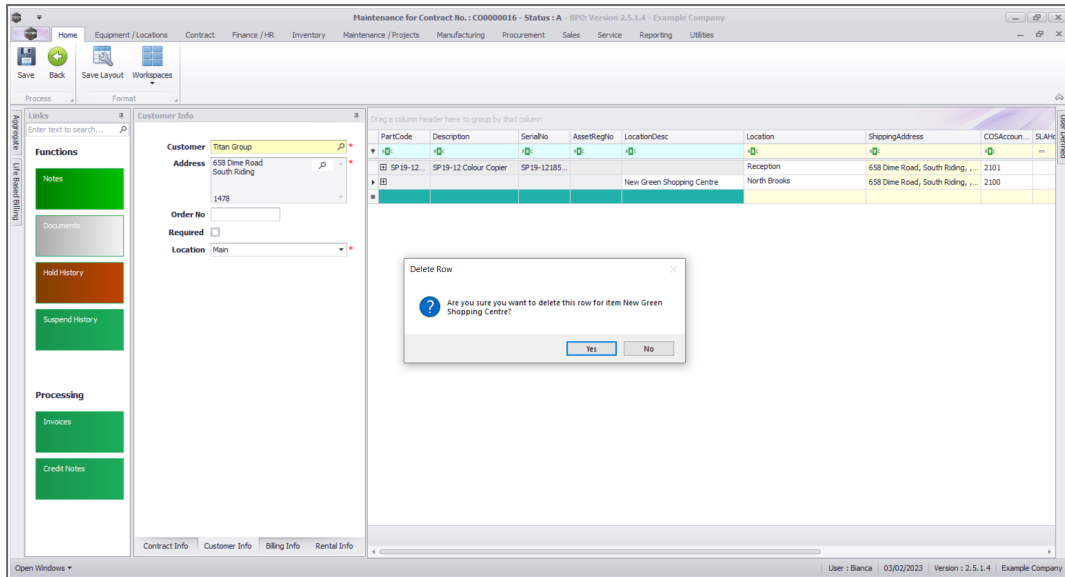 Maintenance for Contract No. : CO0000016 - Status : A - BPO: Version 2.5.1.4 - Example Company
Home Equipment / Locations Contract Finance / HR Inventory Maintenance / Projects Manufacturing Procurement Sales Service Reporting Utilities
Save Back Save Layout Workspaces
Process Format
Aggregate
Life Based Billing
Links
Enter text to search...
Functions
Notes
Documents
Hold History
Suspend History
Processing
Invoices
Credit Notes
Customer Info
Customer Titan Group *
Address 658 Dime Road *
South Riding
1478
Order No
Required
Location Main *
Contract Info Customer Info Billing Info Rental Info
Drag a column header here to group by that column
PartCode Description SerialNo AssetRegNo LocationDesc Location ShippingAddress COSAccoun... SLAHo
SP19-12... SP19-12 Colour Copier SP19-12185... Reception 658 Dime Road, South Riding, ,... 2101
New Green Shopping Centre North Brooks 658 Dime Road, South Riding, ,... 2100
User Defined
Delete Row
Are you sure you want to delete this row for item New Green
Shopping Centre?
Yes No
Open Windows
User : Bianca 03/02/2023 Version : 2.5.1.4 Example Company